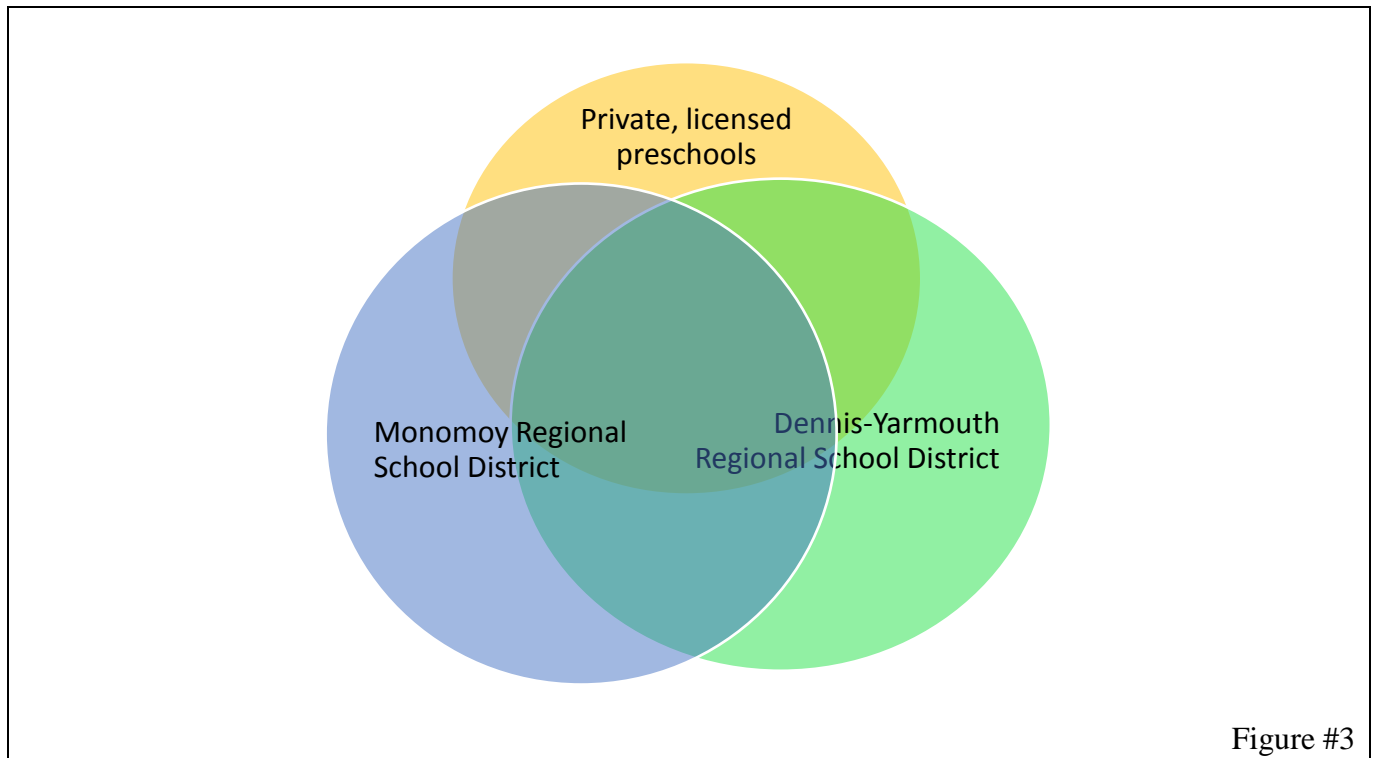 Private, licensed
preschools
Monomoy Regional
School District
Dennis-Yarmouth
Regional School District
Figure #3